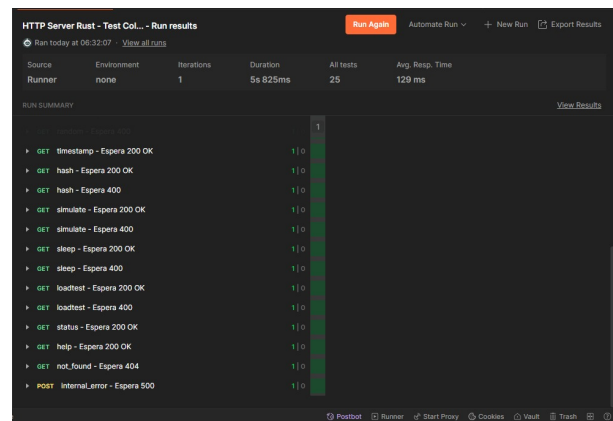 HTTP Server Rust - Test Col... - Run results
Run Again
Automate Run
+ New Run
Export Results
Ran today at 06:32:07 · View all runs
Source Environment Iterations Duration All tests Avg. Resp. Time
Runner none 1 5s 825ms 25 129 ms
RUN SUMMARY View Results
1
Espera 400
GET timestamp - Espera 200 OK 1 | 0
GET hash - Espera 200 OK 1 | 0
GET hash - Espera 400 1 | 0
GET simulate - Espera 200 OK 1 | 0
GET simulate - Espera 400 1 | 0
GET sleep - Espera 200 OK 1 | 0
GET sleep - Espera 400 1 | 0
GET loadtest - Espera 200 OK 1 | 0
GET loadtest - Espera 400 1 | 0
GET status - Espera 200 OK 1 | 0
GET help - Espera 200 OK 1 | 0
GET not_found - Espera 404 1 | 0
POST internal_error - Espera 500 1 | 0
Postbot Runner Start Proxy Cookies Vault Trash